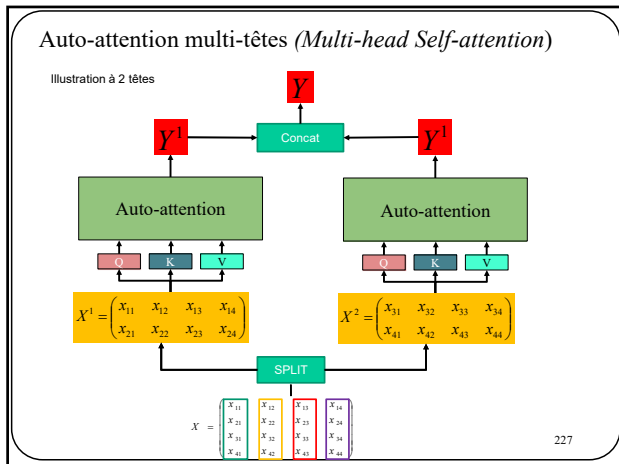 Auto-attention multi-têtes (Multi-head Self-attention)
Illustration à 2 têtes
Y
Y¹ Concat Y¹
Auto-attention Auto-attention
Q K V Q K V
X¹ = ( x₁₁ x₁₂ x₁₃ x₁₄
x₂₁ x₂₂ x₂₃ x₂₄ )
X² = ( x₃₁ x₃₂ x₃₃ x₃₄
x₄₁ x₄₂ x₄₃ x₄₄ )
SPLIT
X = ( x₁₁ x₁₂ x₁₃ x₁₄
x₂₁ x₂₂ x₂₃ x₂₄
x₃₁ x₃₂ x₃₃ x₃₄
x₄₁ x₄₂ x₄₃ x₄₄ )
227